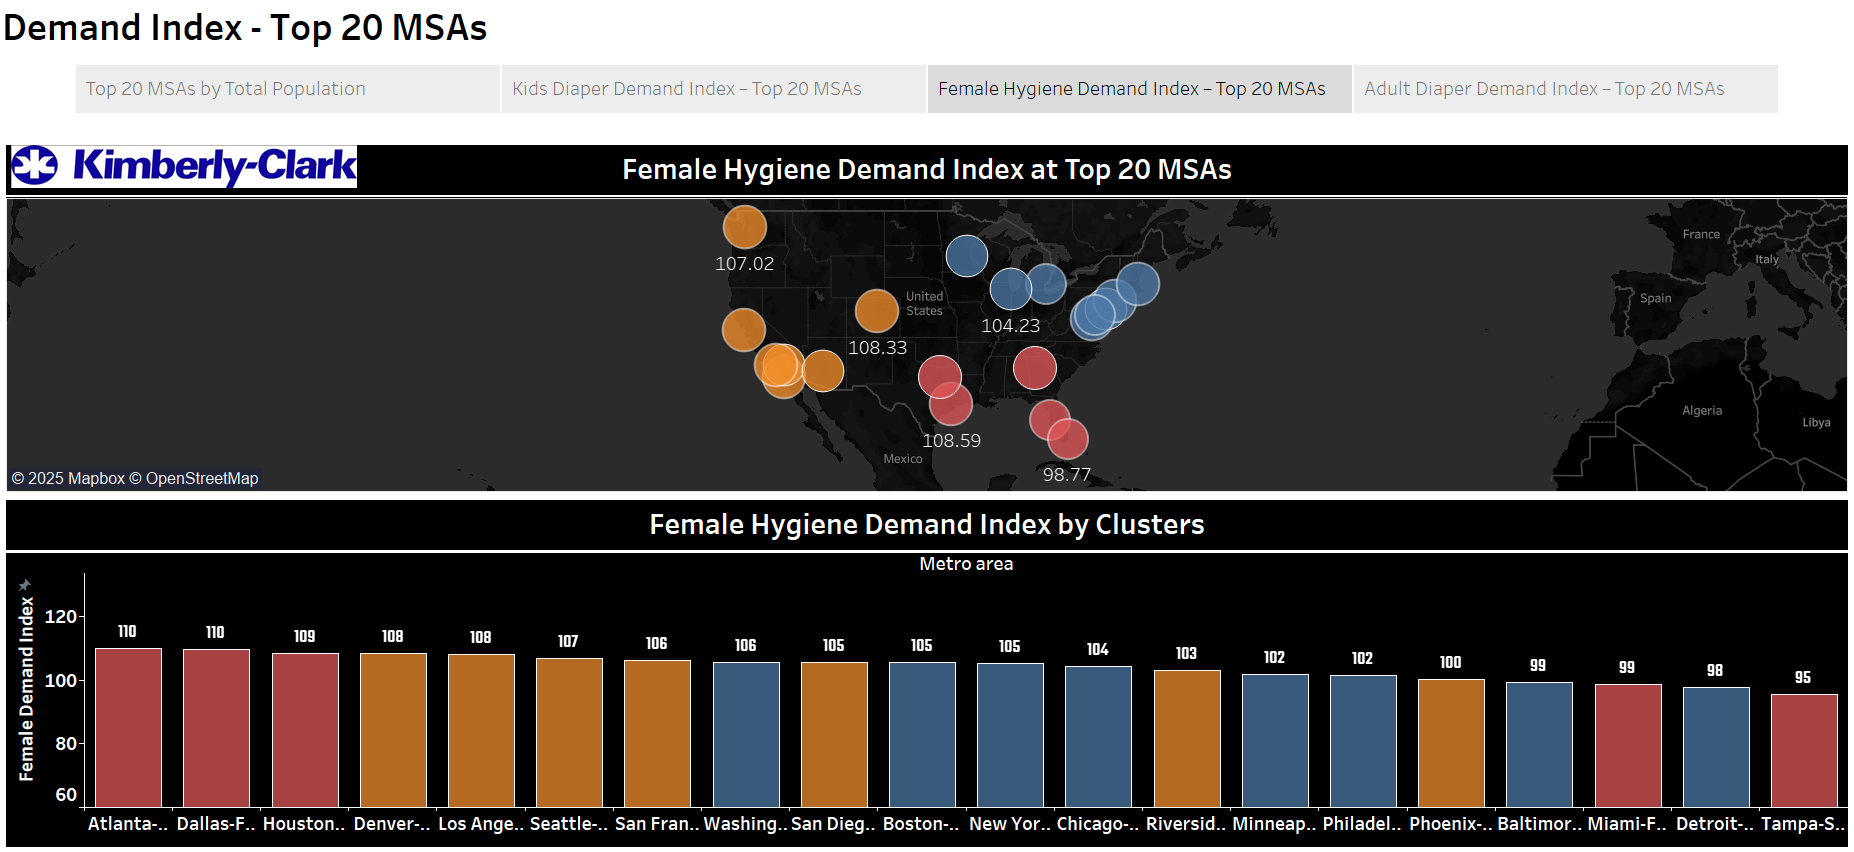 Demand Index - Top 20 MSAs
Top 20 MSAs by Total Population
Kids Diaper Demand Index – Top 20 MSAs
Female Hygiene Demand Index – Top 20 MSAs
Adult Diaper Demand Index – Top 20 MSAs
Kimberly-Clark
Female Hygiene Demand Index at Top 20 MSAs
107.02
108.33
104.23
108.59
98.77
United
States
Mexico
France
Italy
Spain
Algeria
Libya
© 2025 Mapbox © OpenStreetMap
Female Hygiene Demand Index by Clusters
Metro area
Female Demand Index
120
100
80
60
110 110 109 108 108 107 106 106 105 105 105 104 103 102 102 100 99 99 98 95
Atlanta-.. Dallas-F.. Houston.. Denver-.. Los Ange.. Seattle-.. San Fran.. Washing.. San Dieg.. Boston-.. New Yor.. Chicago-.. Riversid.. Minneap.. Philadel.. Phoenix-.. Baltimor.. Miami-F.. Detroit-.. Tampa-S..